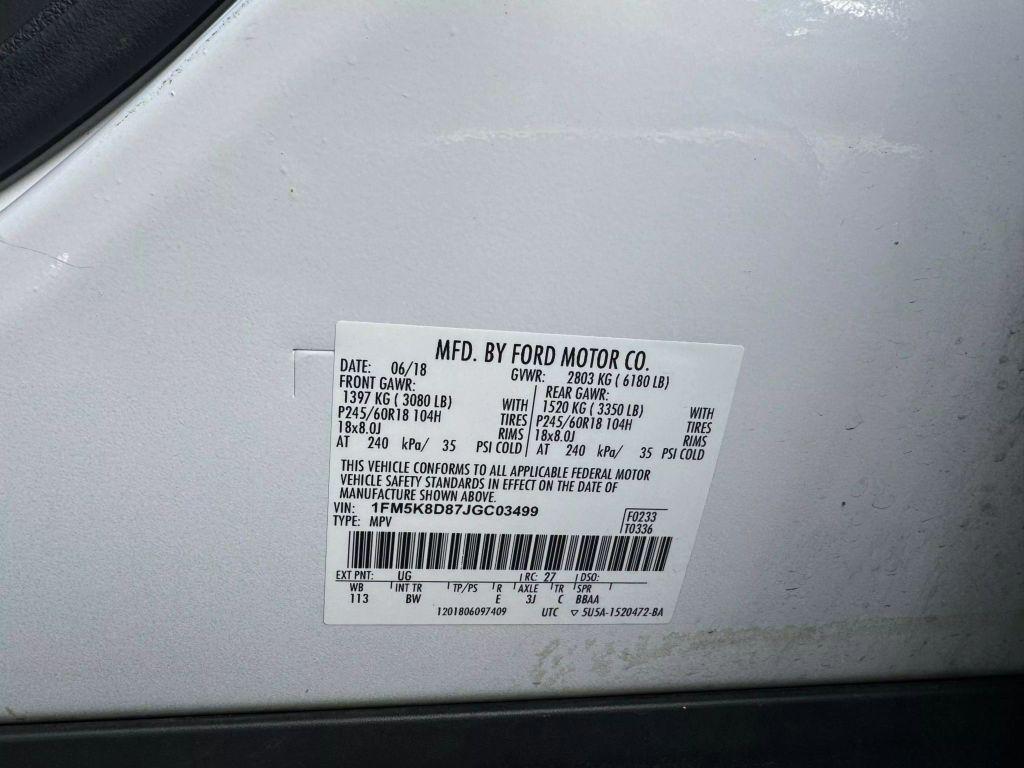 MFD. BY FORD MOTOR CO.
DATE: 06/18 GVWR: 2803 KG ( 6180 LB)
FRONT GAWR: REAR GAWR:
1397 KG ( 3080 LB) WITH 1520 KG ( 3350 LB) WITH
P245/60R18 104H TIRES P245/60R18 104H TIRES
18x8.0J RIMS 18x8.0J RIMS
AT 240 kPa/ 35 PSI COLD AT 240 kPa/ 35 PSI COLD
THIS VEHICLE CONFORMS TO ALL APPLICABLE FEDERAL MOTOR
VEHICLE SAFETY STANDARDS IN EFFECT ON THE DATE OF
MANUFACTURE SHOWN ABOVE.
VIN: 1FM5K8D87JGC03499 F0233
TYPE: MPV T0336
EXT PNT: UG RC: 27 DSO:
WB INT TR TP/PS R AXLE TR SPR
113 BW E 3J C BBAA
1201806097409 UTC ▽ 5U5A-1520472-BA